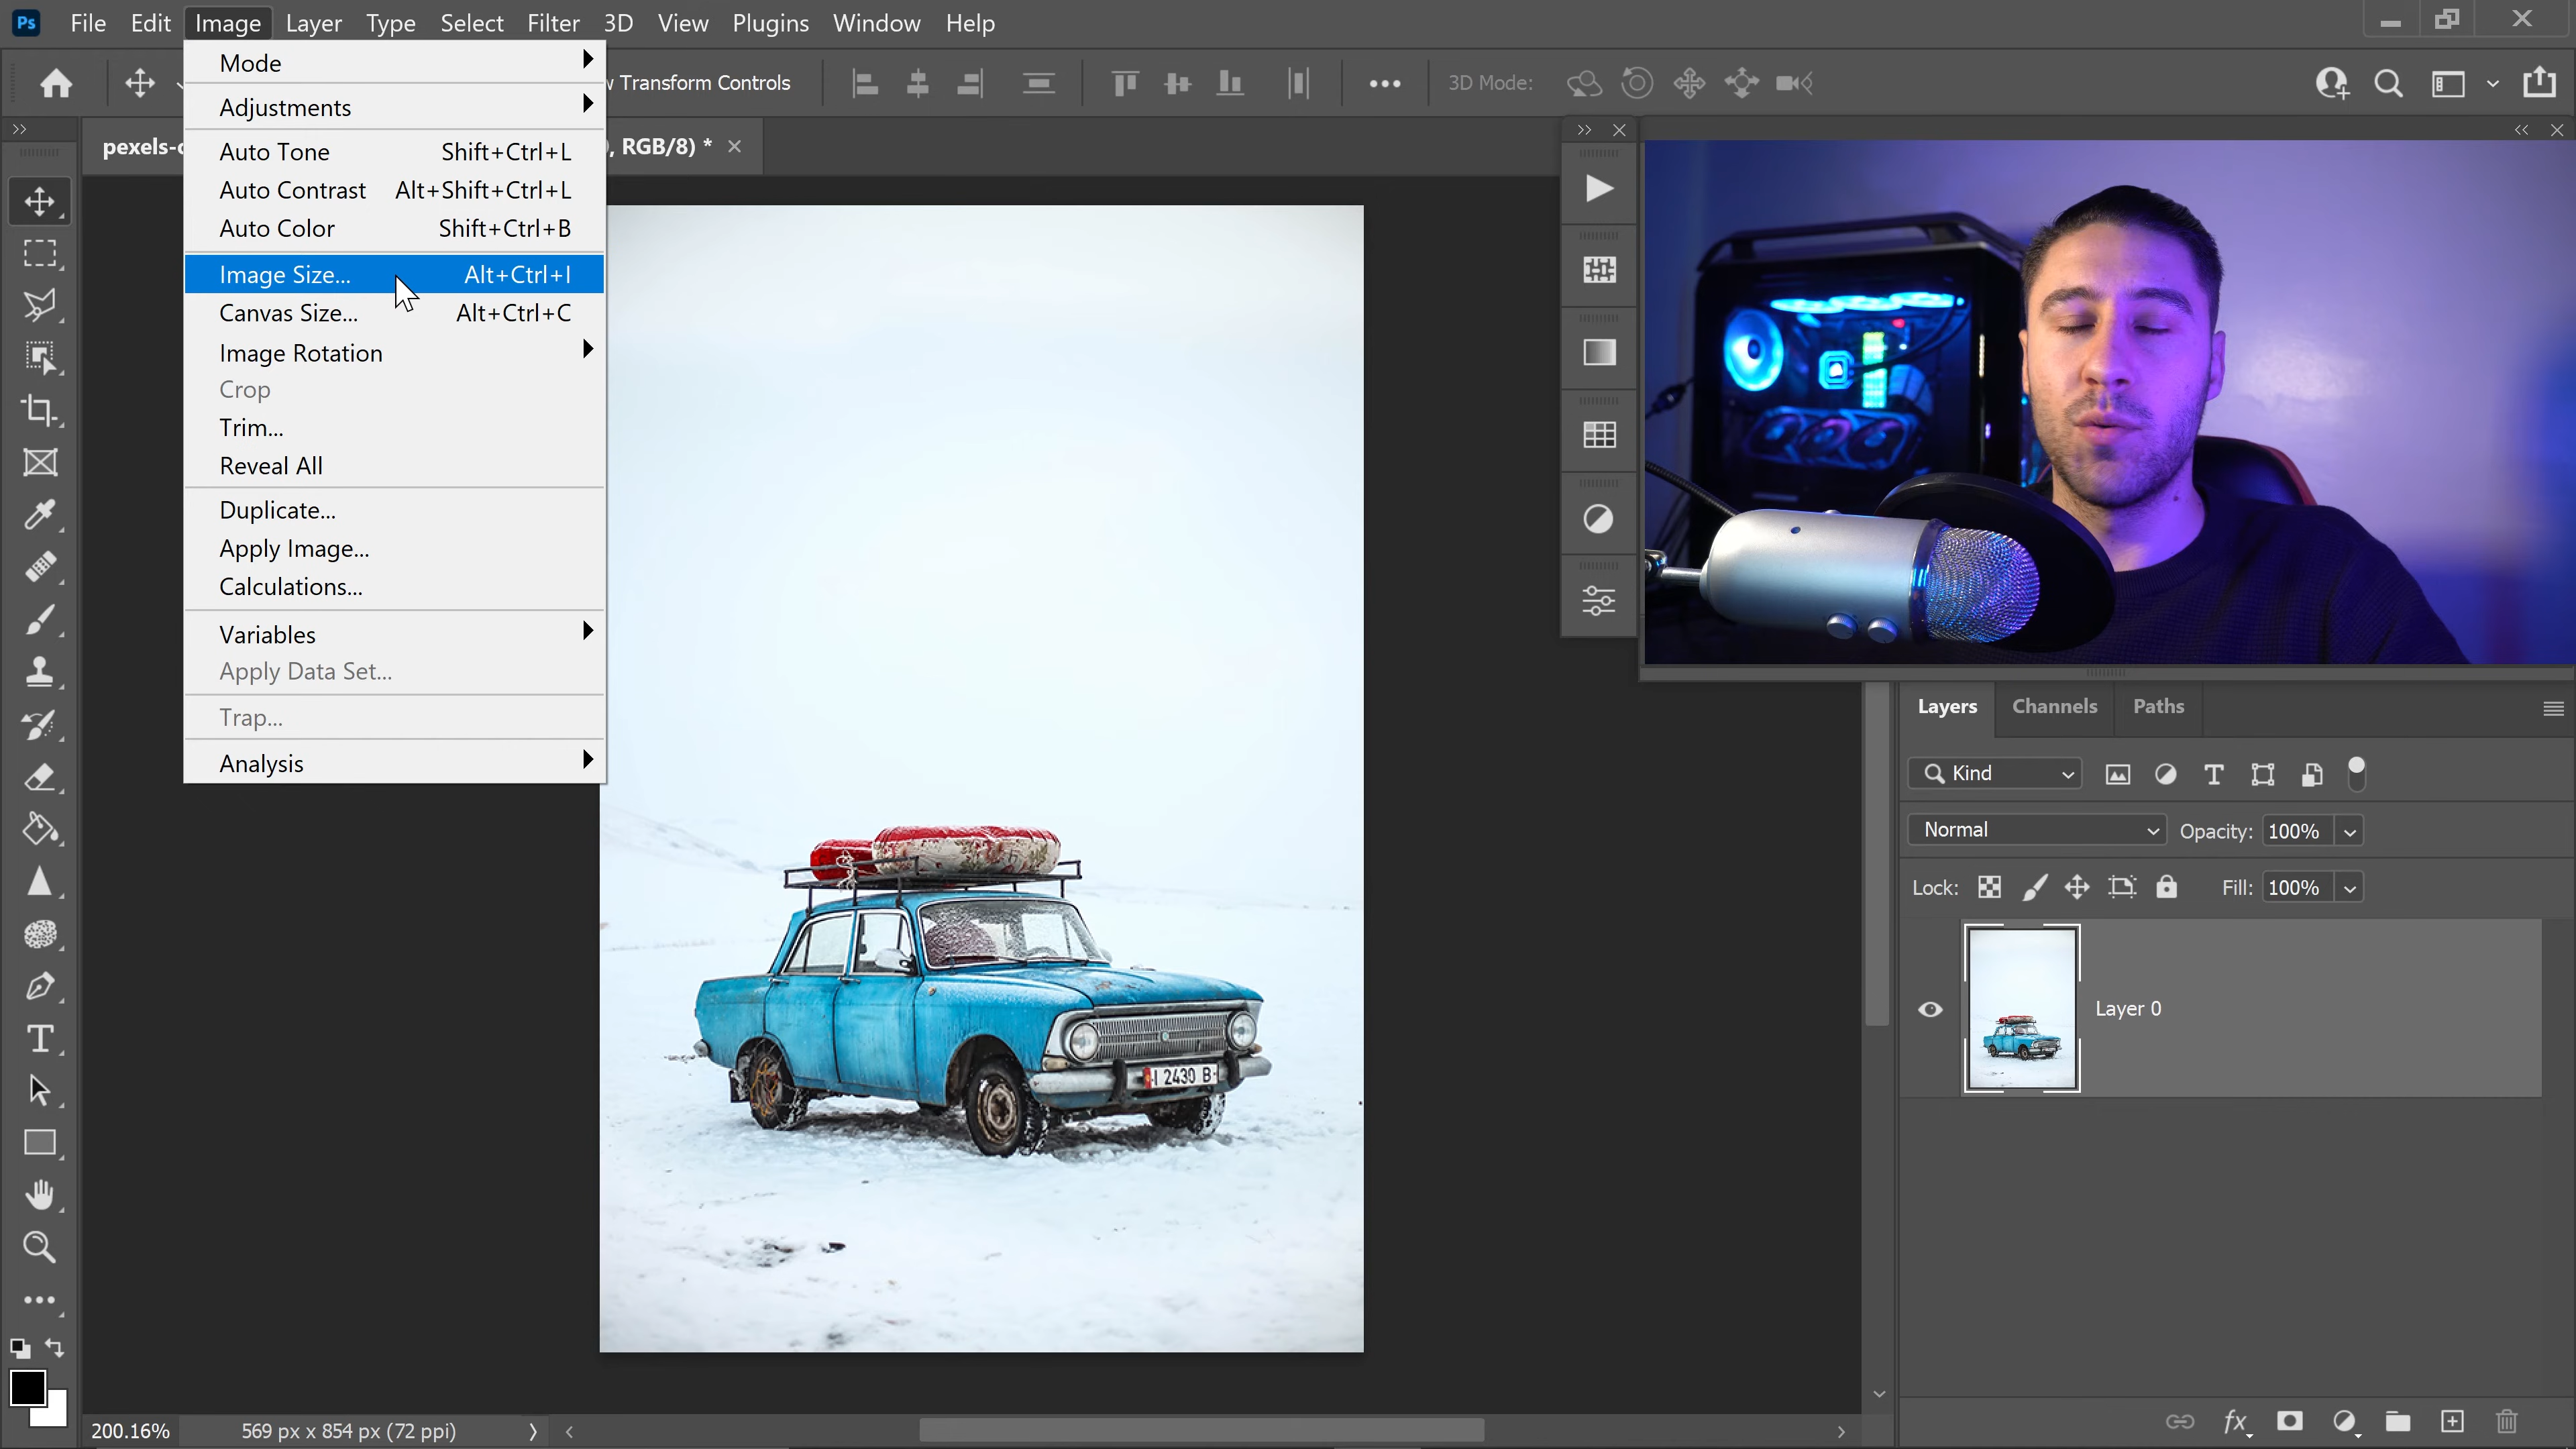 Ps File Edit Image Layer Type Select Filter 3D View Plugins Window Help
Transform Controls
3D Mode:
pexels-
, RGB/8) *
Mode
Adjustments
Auto Tone Shift+Ctrl+L
Auto Contrast Alt+Shift+Ctrl+L
Auto Color Shift+Ctrl+B
Image Size... Alt+Ctrl+I
Canvas Size... Alt+Ctrl+C
Image Rotation
Crop
Trim...
Reveal All
Duplicate...
Apply Image...
Calculations...
Variables
Apply Data Set...
Trap...
Analysis
2430 B
Layers Channels Paths
Kind
Normal Opacity: 100%
Lock: Fill: 100%
Layer 0
fx
200.16% 569 px x 854 px (72 ppi)